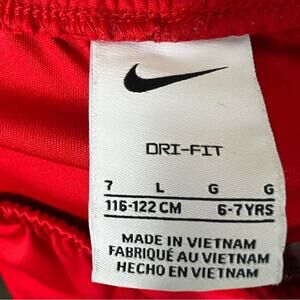 DRI-FIT
7 L G G
116-122 CM 6-7 YRS
MADE IN VIETNAM
FABRIQUÉ AU VIETNAM
HECHO EN VIETNAM